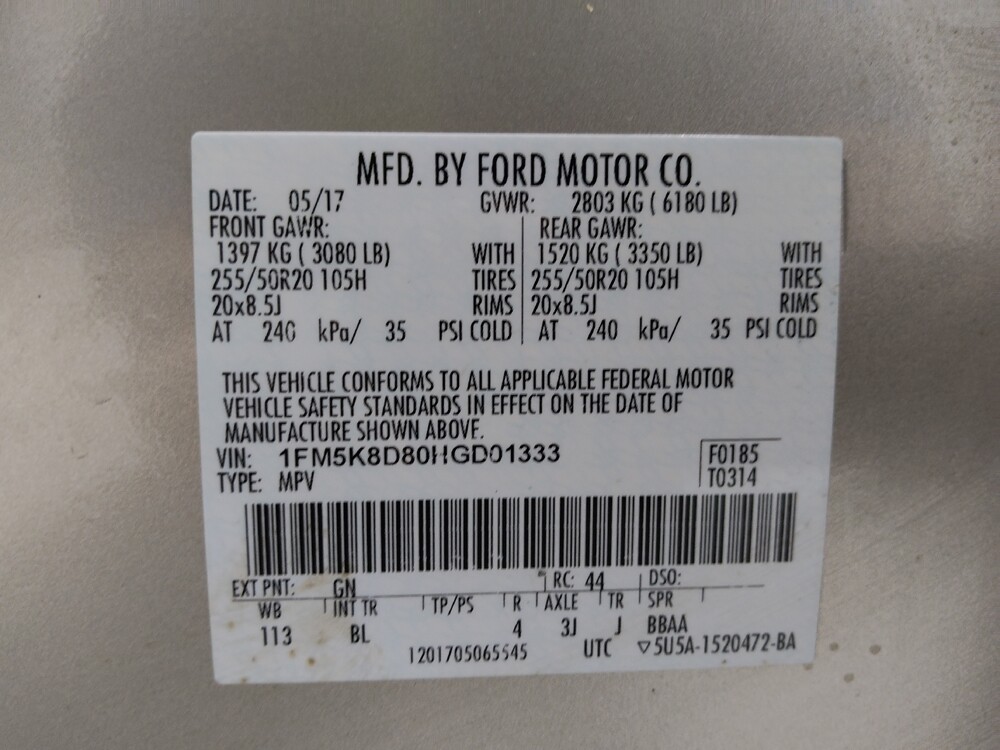 MFD. BY FORD MOTOR CO.
DATE: 05/17 GVWR: 2803 KG ( 6180 LB)
FRONT GAWR: REAR GAWR:
1397 KG ( 3080 LB) WITH 1520 KG ( 3350 LB) WITH
255/50R20 105H TIRES 255/50R20 105H TIRES
20x8.5J RIMS 20x8.5J RIMS
AT 240 kPa/ 35 PSI COLD AT 240 kPa/ 35 PSI COLD
THIS VEHICLE CONFORMS TO ALL APPLICABLE FEDERAL MOTOR
VEHICLE SAFETY STANDARDS IN EFFECT ON THE DATE OF
MANUFACTURE SHOWN ABOVE.
VIN: 1FM5K8D80HGD01333 F0185
TYPE: MPV T0314
EXT PNT: GN RC: 44 DSO:
WB INT TR TP/PS R AXLE TR SPR
113 BL 4 3J J BBAA
1201705065545 UTC ▽5U5A-1520472-BA